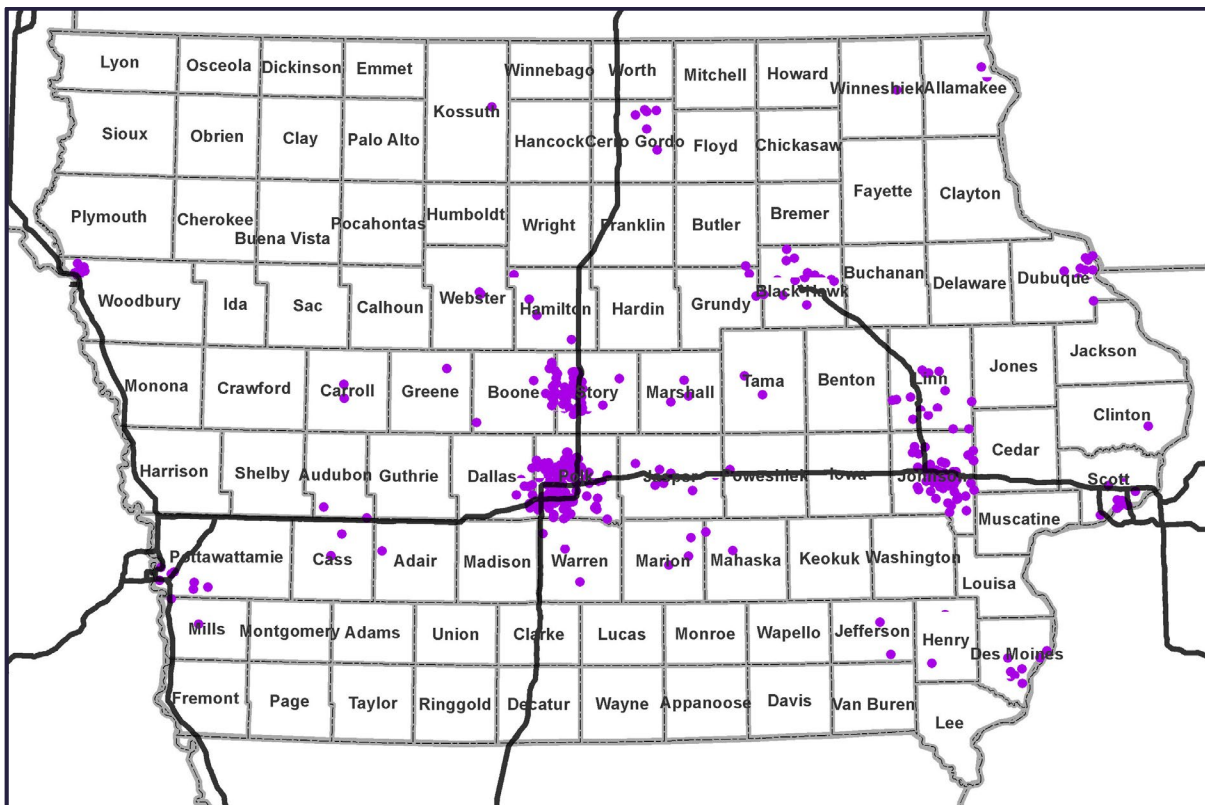 Lyon Osceola Dickinson Emmet Winnebago Worth Mitchell Howard Winneshiek Allamakee
Kossuth
Sioux Obrien Clay Palo Alto Hancock Cerro Gordo Floyd Chickasaw
Fayette Clayton
Plymouth Cherokee Buena Vista Pocahontas Humboldt Wright Franklin Butler Bremer
Woodbury Ida Sac Calhoun Webster Hamilton Hardin Grundy Black Hawk Buchanan Delaware Dubuque
Jackson
Monona Crawford Carroll Greene Boone Story Marshall Tama Benton Linn Jones
Clinton
Harrison Shelby Audubon Guthrie Dallas Polk Jasper Poweshiek Iowa Johnson Cedar
Scott
Muscatine
Pottawattamie Cass Adair Madison Warren Marion Mahaska Keokuk Washington
Louisa
Mills Montgomery Adams Union Clarke Lucas Monroe Wapello Jefferson Henry Des Moines
Fremont Page Taylor Ringgold Decatur Wayne Appanoose Davis Van Buren Lee